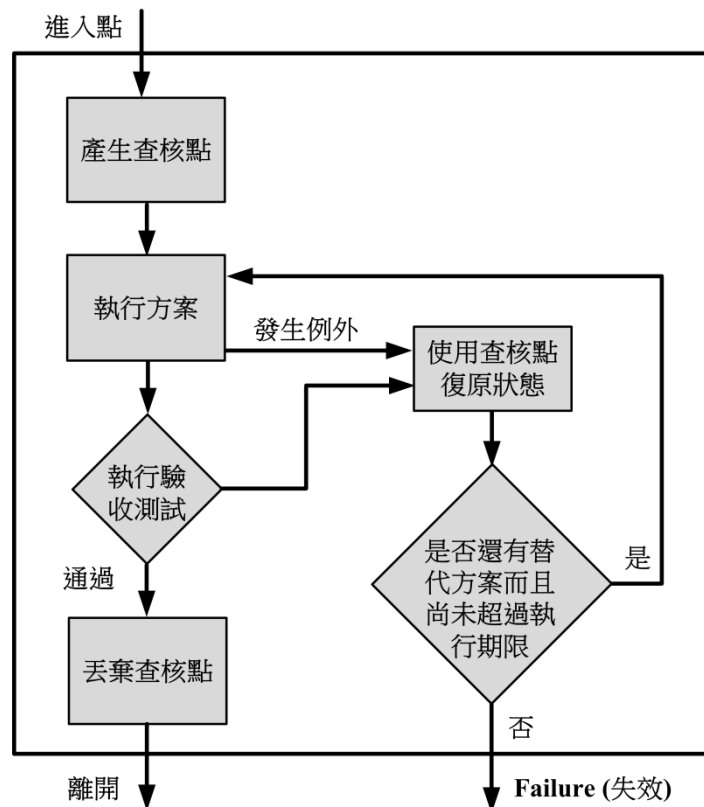 進入點
產生查核點
執行方案
發生例外
使用查核點
復原狀態
執行驗
收測試
是否還有替
代方案而且
尚未超過執
行期限
是
通過
丟棄查核點
否
離開
Failure (失效)